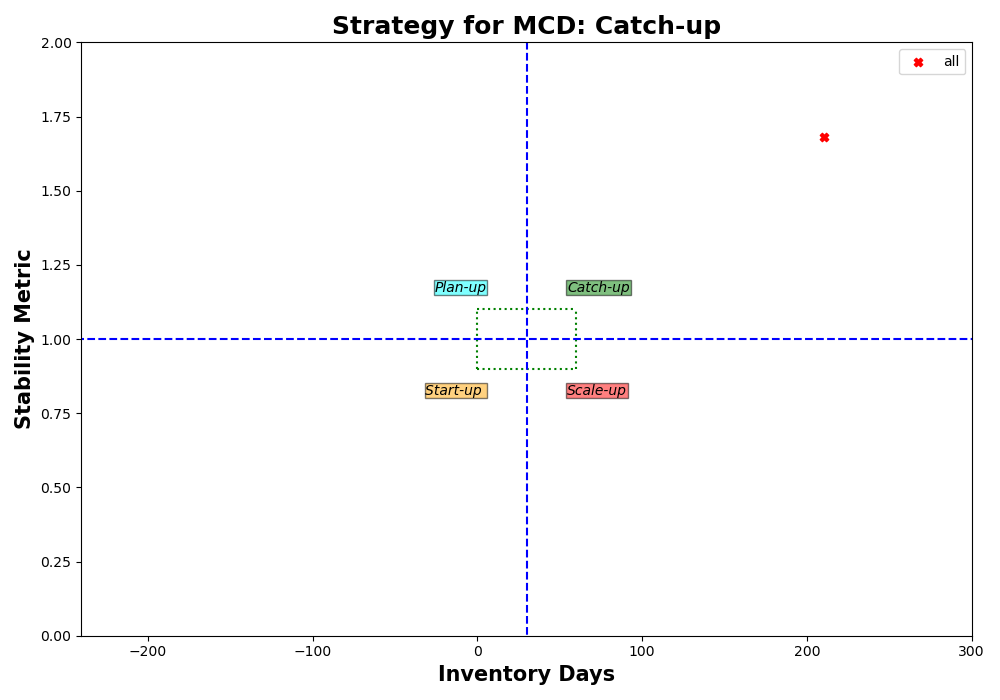 Strategy for MCD: Catch-up
2.00
all
1.75
1.50
1.25
Plan-up
Catch-up
1.00
Start-up
Scale-up
0.75
0.50
0.25
0.00
Stability Metric
−200
−100
0
100
200
300
Inventory Days